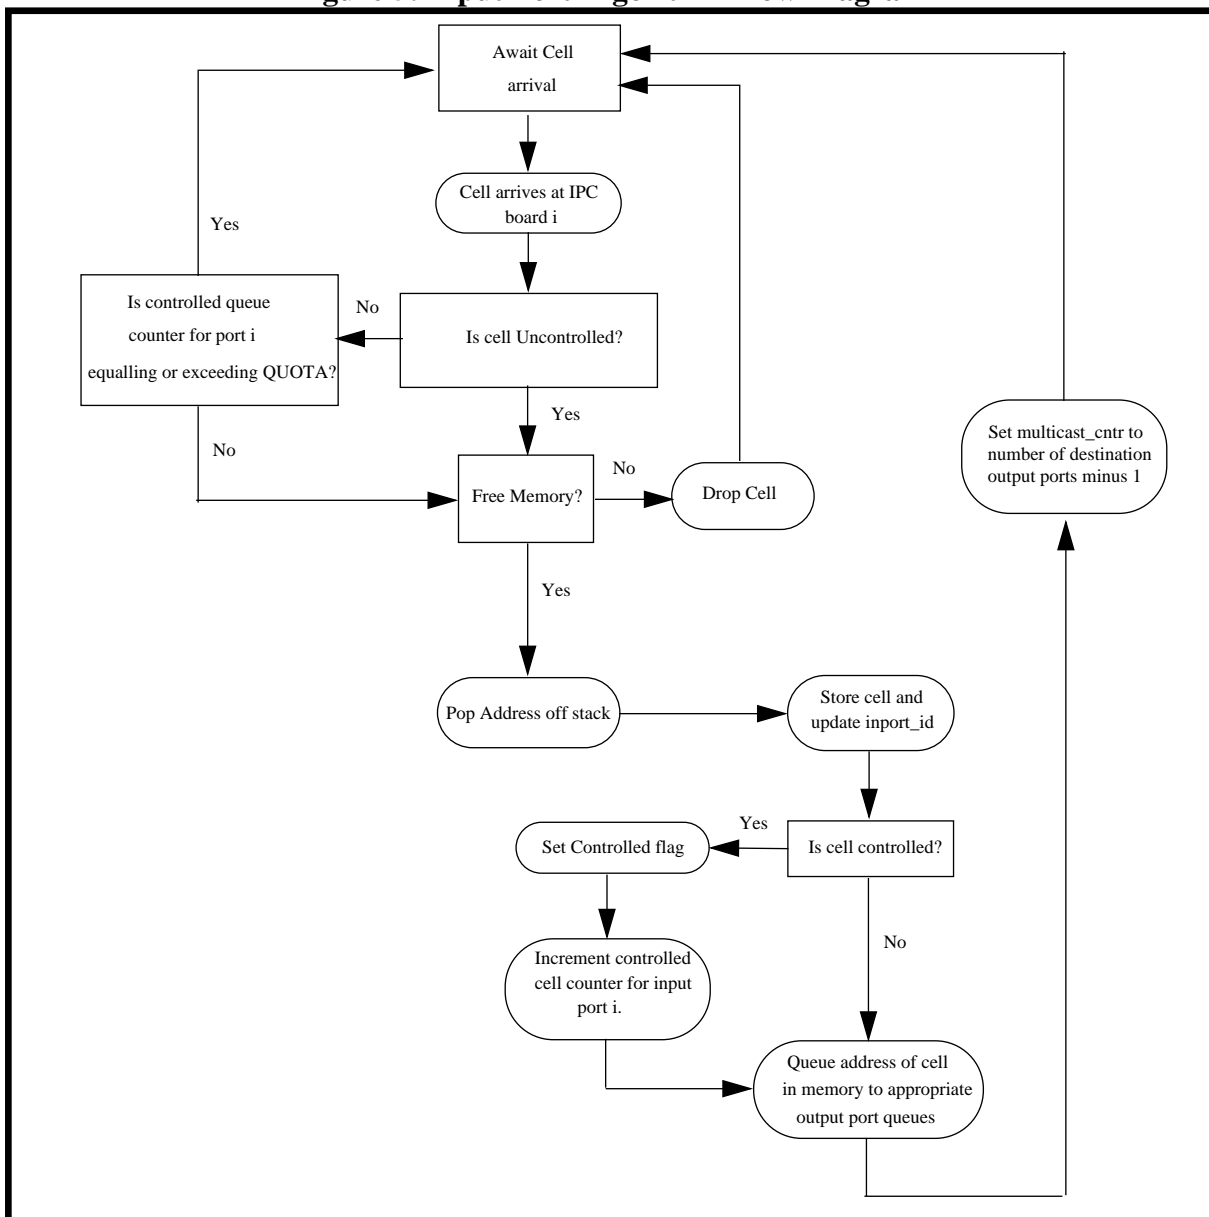 Await Cell
arrival
Cell arrives at IPC
board i
Yes
Is controlled queue
counter for port i
equalling or exceeding QUOTA?
No
Is cell Uncontrolled?
Yes
No
Free Memory?
No
Drop Cell
Set multicast_cntr to
number of destination
output ports minus 1
Yes
Pop Address off stack
Store cell and
update inport_id
Yes
Is cell controlled?
Set Controlled flag
No
Increment controlled
cell counter for input
port i.
Queue address of cell
in memory to appropriate
output port queues